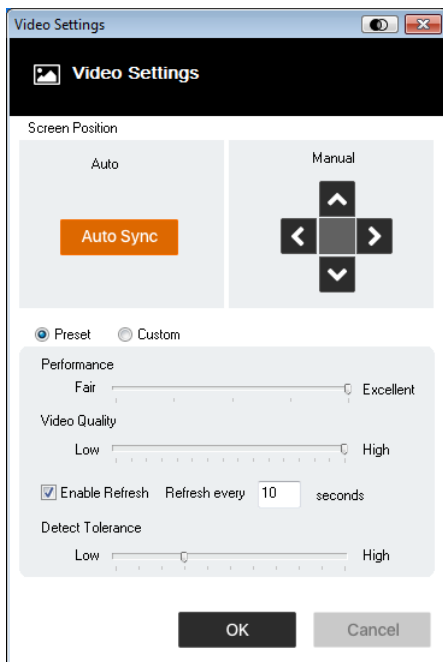 Video Settings
Video Settings
Screen Position
Auto
Manual
Auto Sync
Preset Custom
Performance
Fair Excellent
Video Quality
Low High
Enable Refresh Refresh every 10 seconds
Detect Tolerance
Low High
OK Cancel